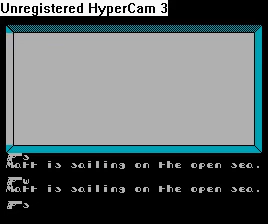 Unregistered HyperCam 3
s
Matt is sailing on the open sea.
w
Matt is sailing on the open sea.
s